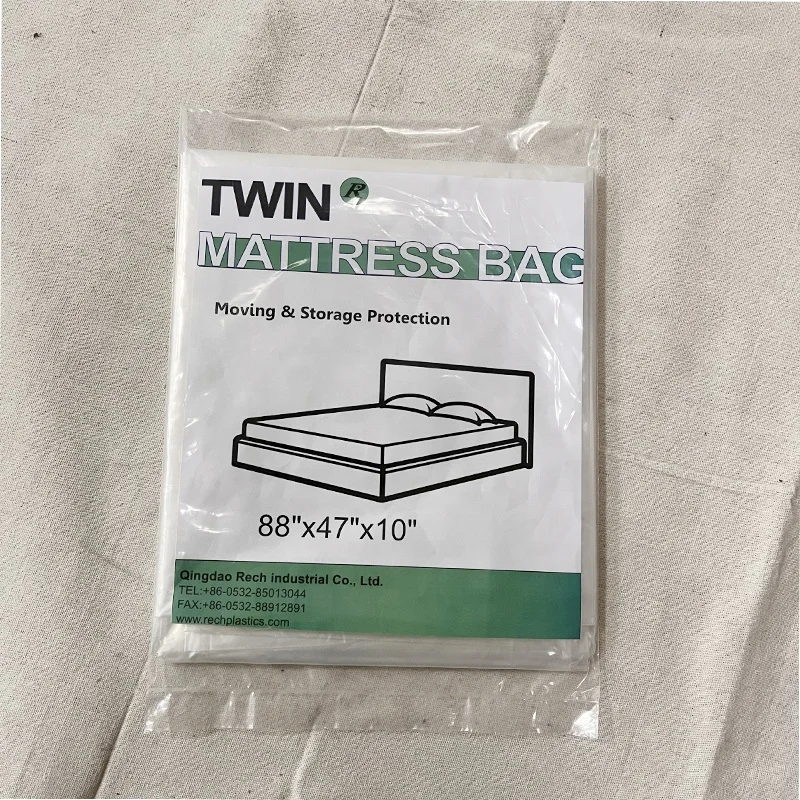 TWIN R
MATTRESS BAG
Moving & Storage Protection
88"x47"x10"
Qingdao Rech industrial Co., Ltd.
TEL:+86-0532-85013044
FAX:+86-0532-88912891
www.rechplastics.com